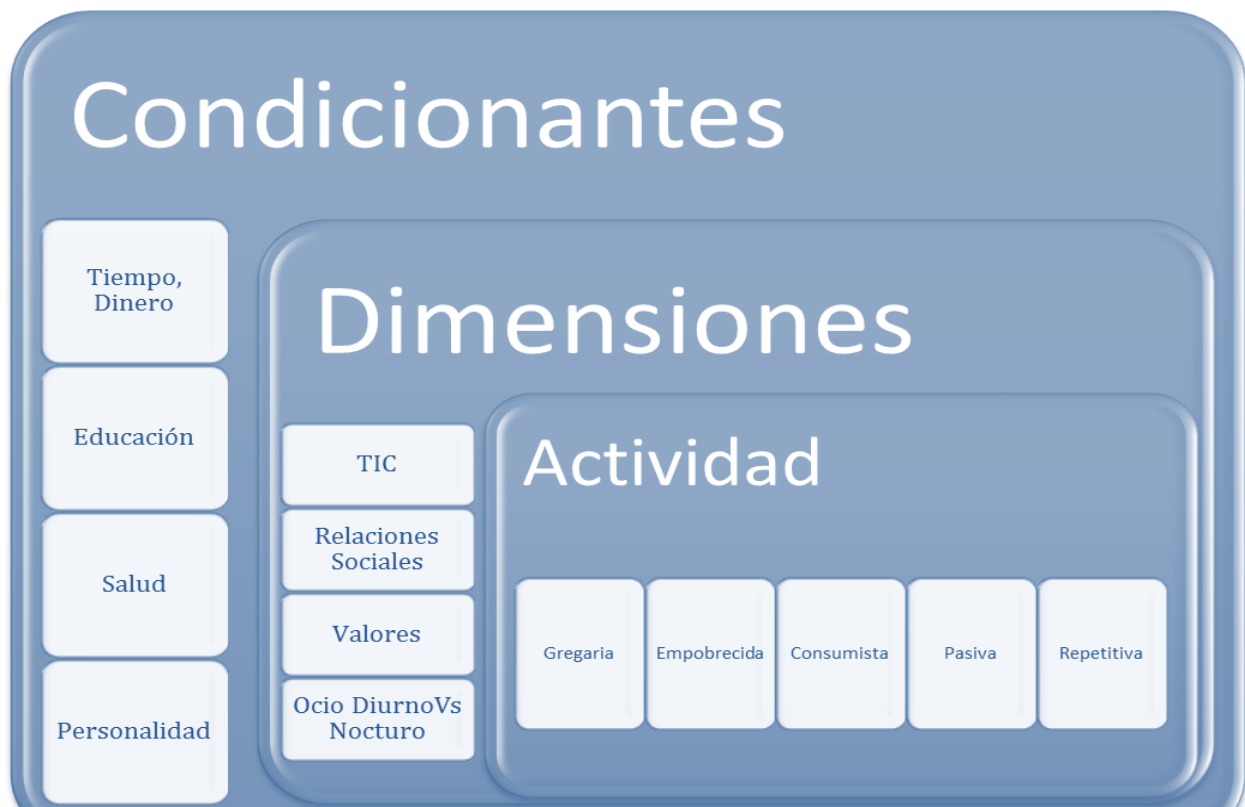 Condicionantes
Tiempo,
Dinero
Educación
Salud
Personalidad
Dimensiones
TIC
Relaciones
Sociales
Valores
Ocio DiurnoVs
Nocturo
Actividad
Gregaria
Empobrecida
Consumista
Pasiva
Repetitiva